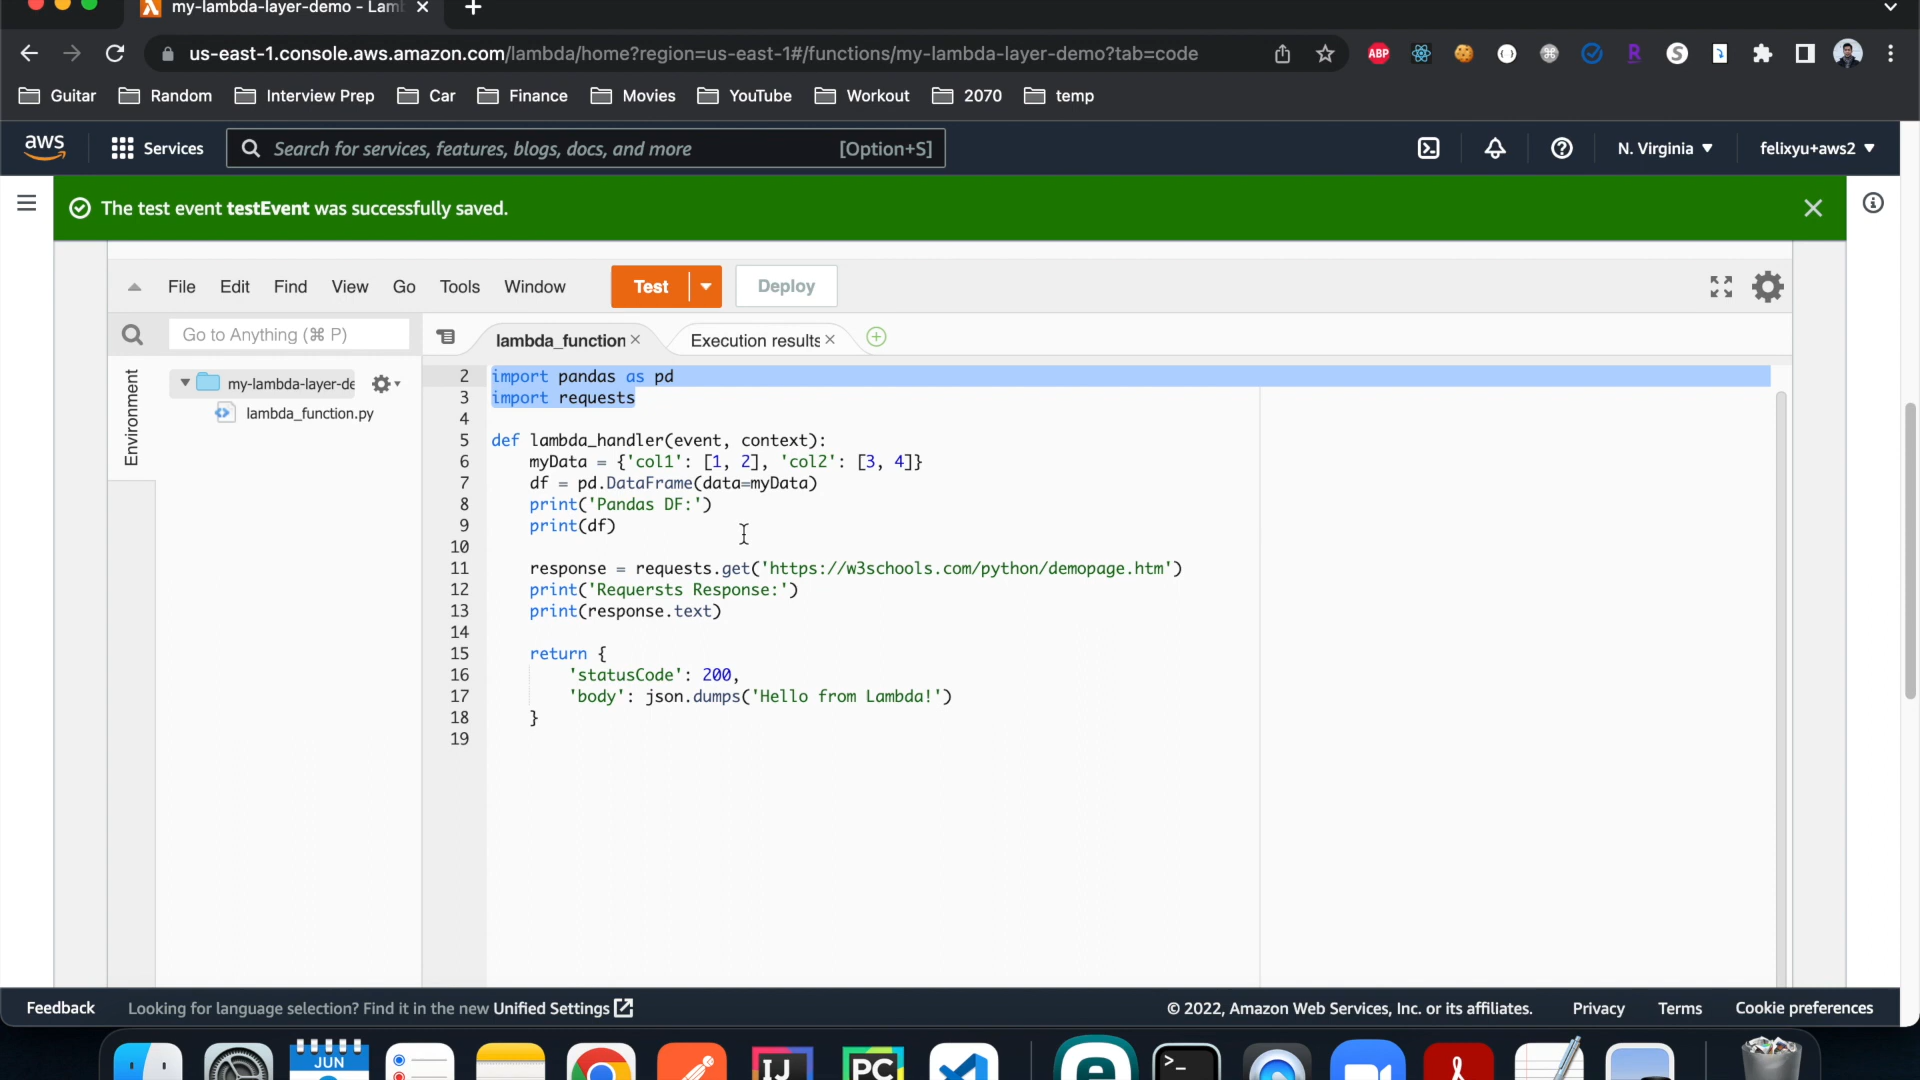 my-lambda-layer-demo - Lam
us-east-1.console.aws.amazon.com/lambda/home?region=us-east-1#/functions/my-lambda-layer-demo?tab=code
ABP
Guitar Random Interview Prep Car Finance Movies YouTube Workout 2070 temp
aws Services Search for services, features, blogs, docs, and more [Option+S] N. Virginia felixyu+aws2
The test event testEvent was successfully saved.
File Edit Find View Go Tools Window Test Deploy
Go to Anything (⌘ P) lambda_function Execution results
Environment
my-lambda-layer-de
lambda_function.py
2 import pandas as pd
3 import requests
4
5 def lambda_handler(event, context):
6 myData = {'col1': [1, 2], 'col2': [3, 4]}
7 df = pd.DataFrame(data=myData)
8 print('Pandas DF:')
9 print(df)
10
11 response = requests.get('https://w3schools.com/python/demopage.htm')
12 print('Requersts Response:')
13 print(response.text)
14
15 return {
16 'statusCode': 200,
17 'body': json.dumps('Hello from Lambda!')
18 }
19
Feedback Looking for language selection? Find it in the new Unified Settings © 2022, Amazon Web Services, Inc. or its affiliates. Privacy Terms Cookie preferences
JUN IJ PC